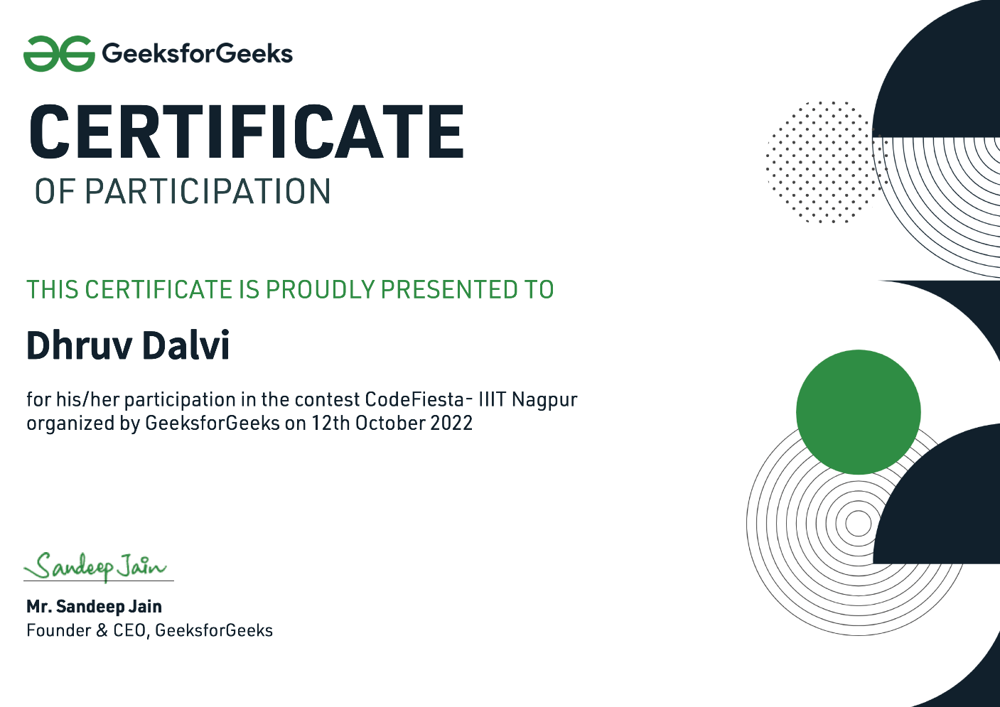 GeeksforGeeks
CERTIFICATE
OF PARTICIPATION
THIS CERTIFICATE IS PROUDLY PRESENTED TO
Dhruv Dalvi
for his/her participation in the contest CodeFiesta- IIIT Nagpur
organized by GeeksforGeeks on 12th October 2022
Sandeep Jain
Mr. Sandeep Jain
Founder & CEO, GeeksforGeeks